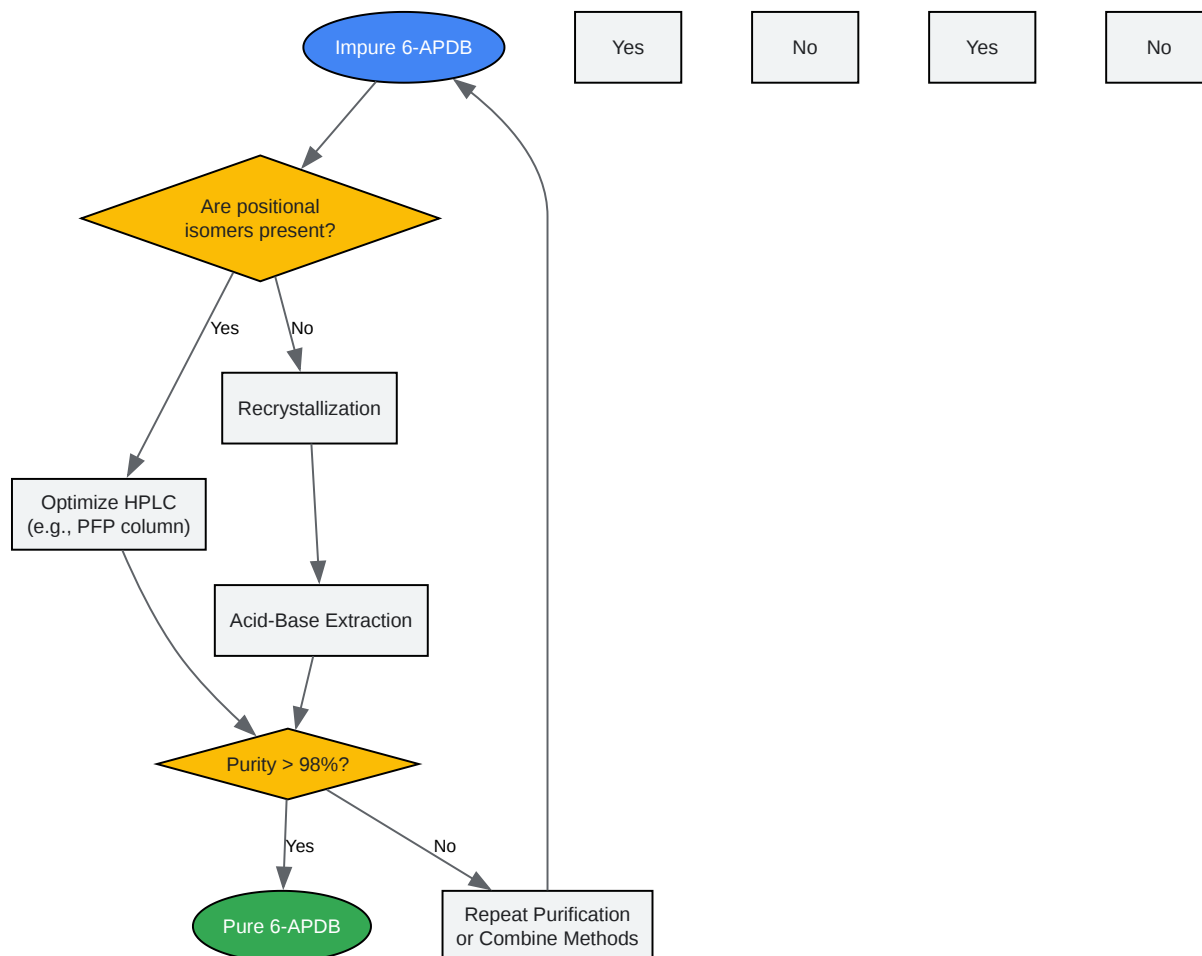 Impure 6-APDB
Yes
No
Yes
No
Are positional
isomers present?
Yes
No
Recrystallization
Optimize HPLC
(e.g., PFP column)
Acid-Base Extraction
Purity > 98%?
Yes
No
Pure 6-APDB
Repeat Purification
or Combine Methods